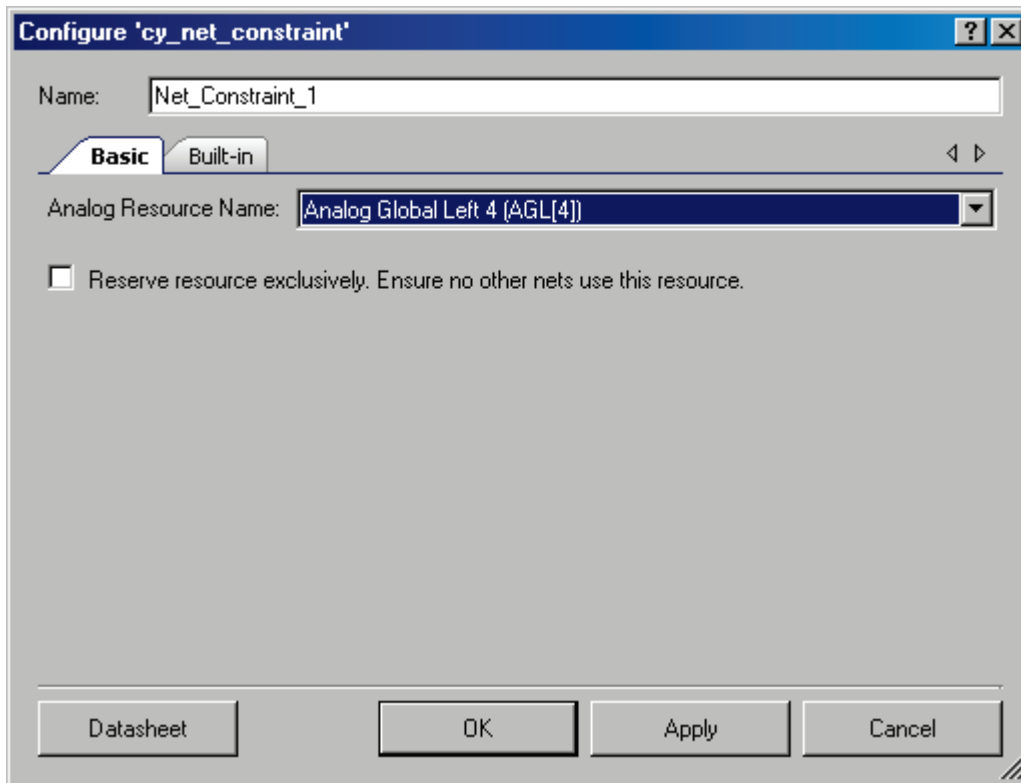 Configure 'cy_net_constraint'
Name: Net_Constraint_1
Basic Built-in
Analog Resource Name: Analog Global Left 4 (AGL[4])
Reserve resource exclusively. Ensure no other nets use this resource.
Datasheet OK Apply Cancel